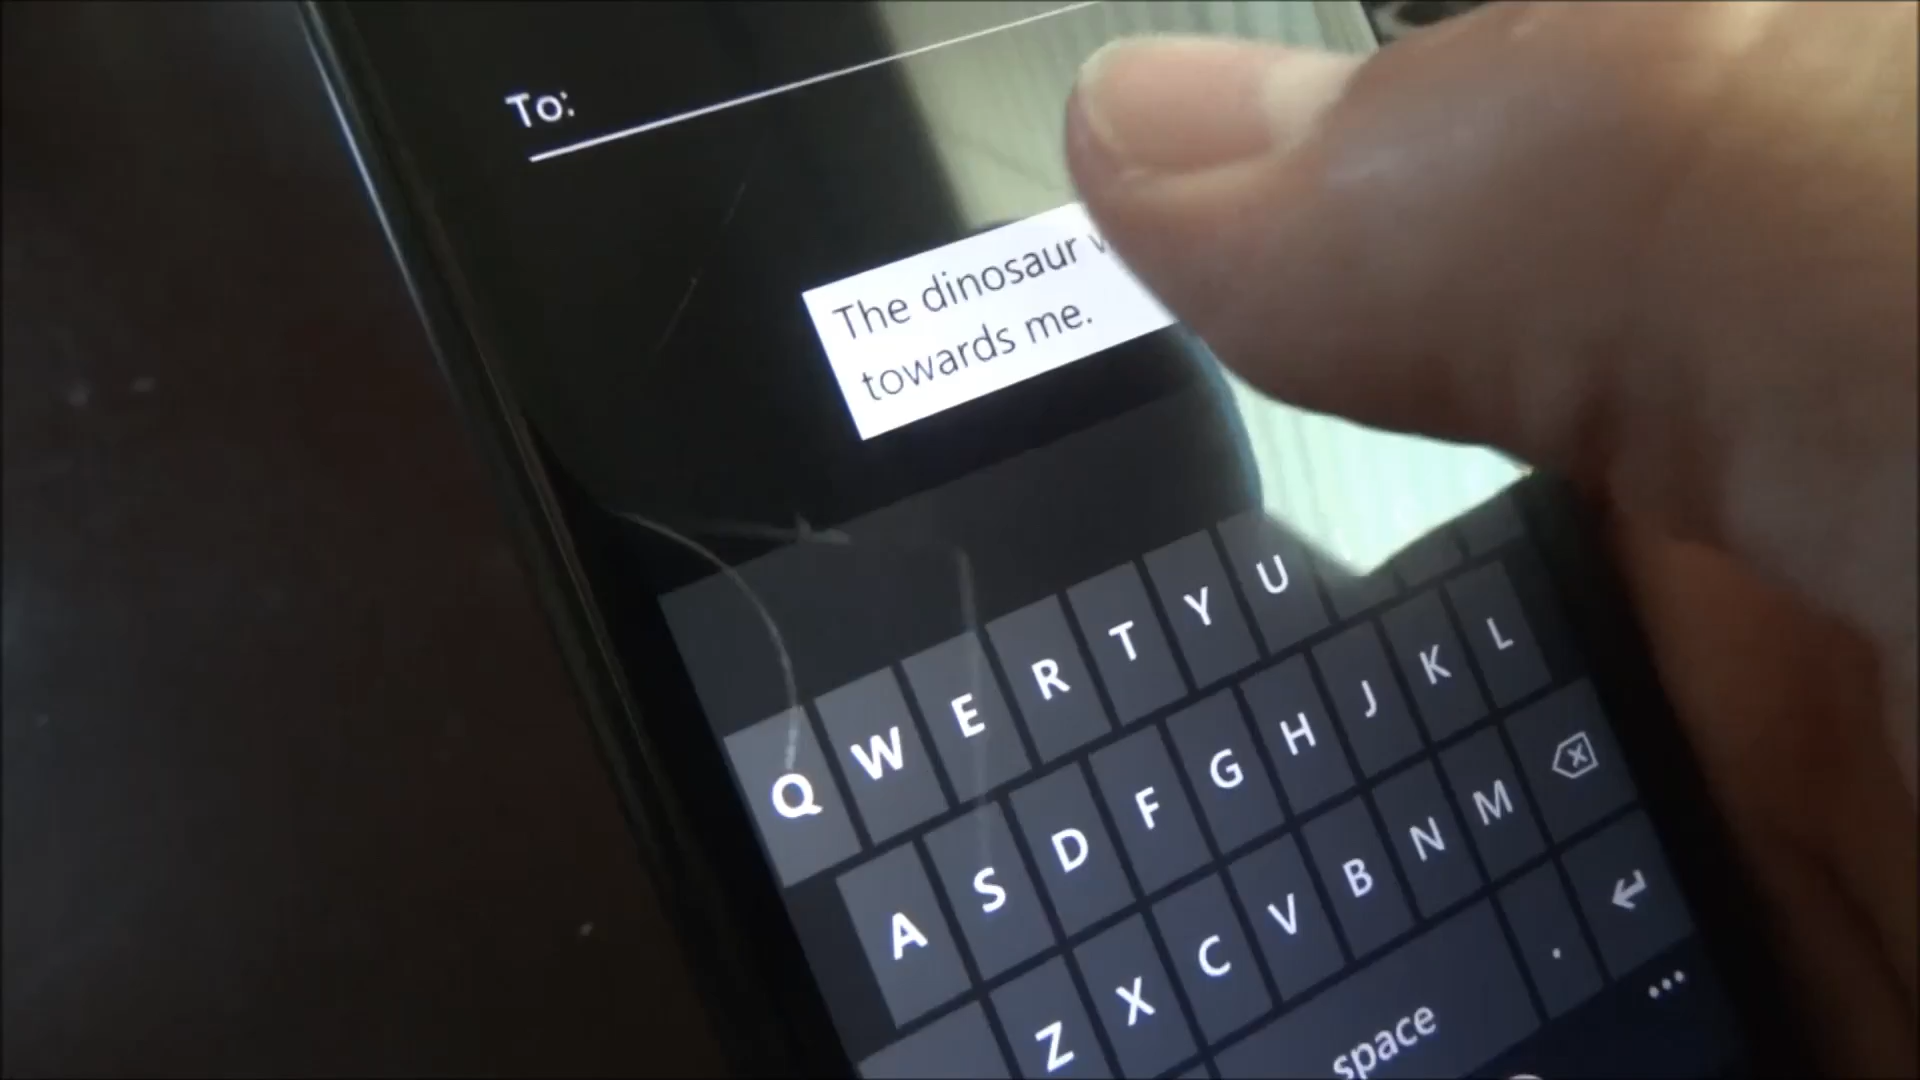 To:
The dinosaur
towards me.
Q W E R T Y U
A S D F G H J K L
Z X C V B N M
space .